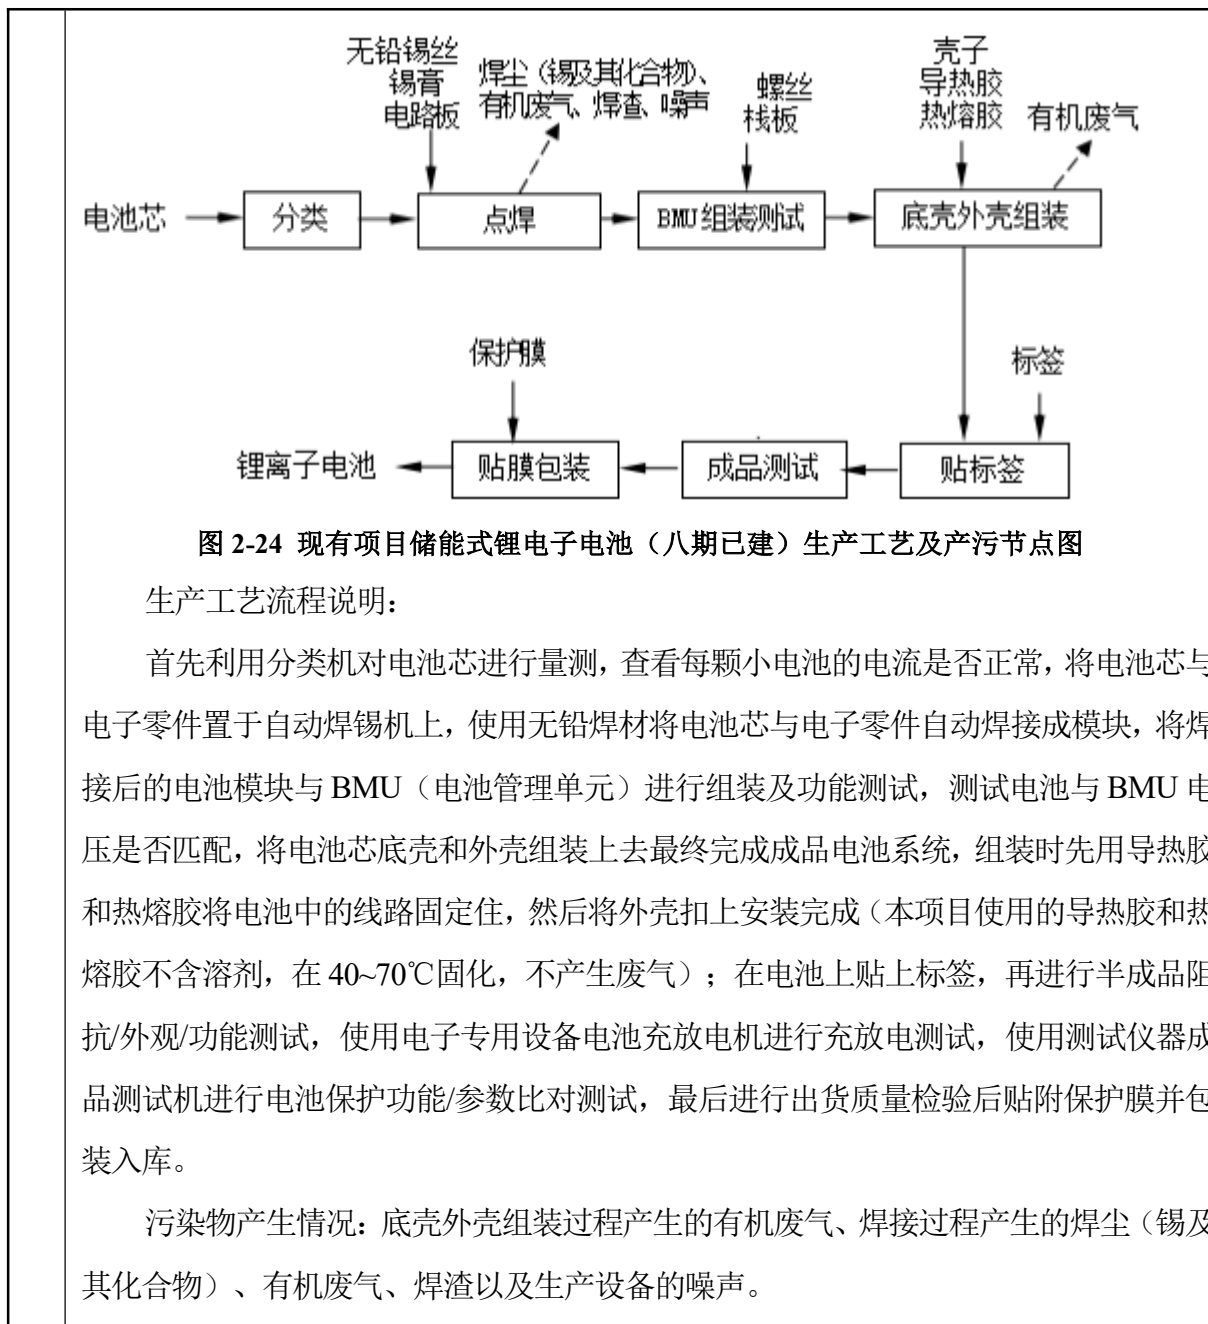 无铅锡丝
锡膏
电路板
焊尘（锡及其化合物）、
有机废气、焊渣、噪声
螺丝
栈板
壳子
导热胶
热熔胶
有机废气
电池芯
分类
点焊
BMU组装测试
底壳外壳组装
保护膜
标签
锂离子电池
贴膜包装
成品测试
贴标签
图 2-24 现有项目储能式锂电子电池（八期已建）生产工艺及产污节点图
生产工艺流程说明：
首先利用分类机对电池芯进行量测，查看每颗小电池的电流是否正常，将电池芯与
电子零件置于自动焊锡机上，使用无铅焊材将电池芯与电子零件自动焊接成模块，将焊
接后的电池模块与 BMU（电池管理单元）进行组装及功能测试，测试电池与 BMU 电
压是否匹配，将电池芯底壳和外壳组装上去最终完成成品电池系统，组装时先用导热胶
和热熔胶将电池中的线路固定住，然后将外壳扣上安装完成（本项目使用的导热胶和热
熔胶不含溶剂，在 40~70℃固化，不产生废气）；在电池上贴上标签，再进行半成品阻
抗/外观/功能测试，使用电子专用设备电池充放电机进行充放电测试，使用测试仪器成
品测试机进行电池保护功能/参数比对测试，最后进行出货质量检验后贴附保护膜并包
装入库。
污染物产生情况：底壳外壳组装过程产生的有机废气、焊接过程产生的焊尘（锡及
其化合物）、有机废气、焊渣以及生产设备的噪声。